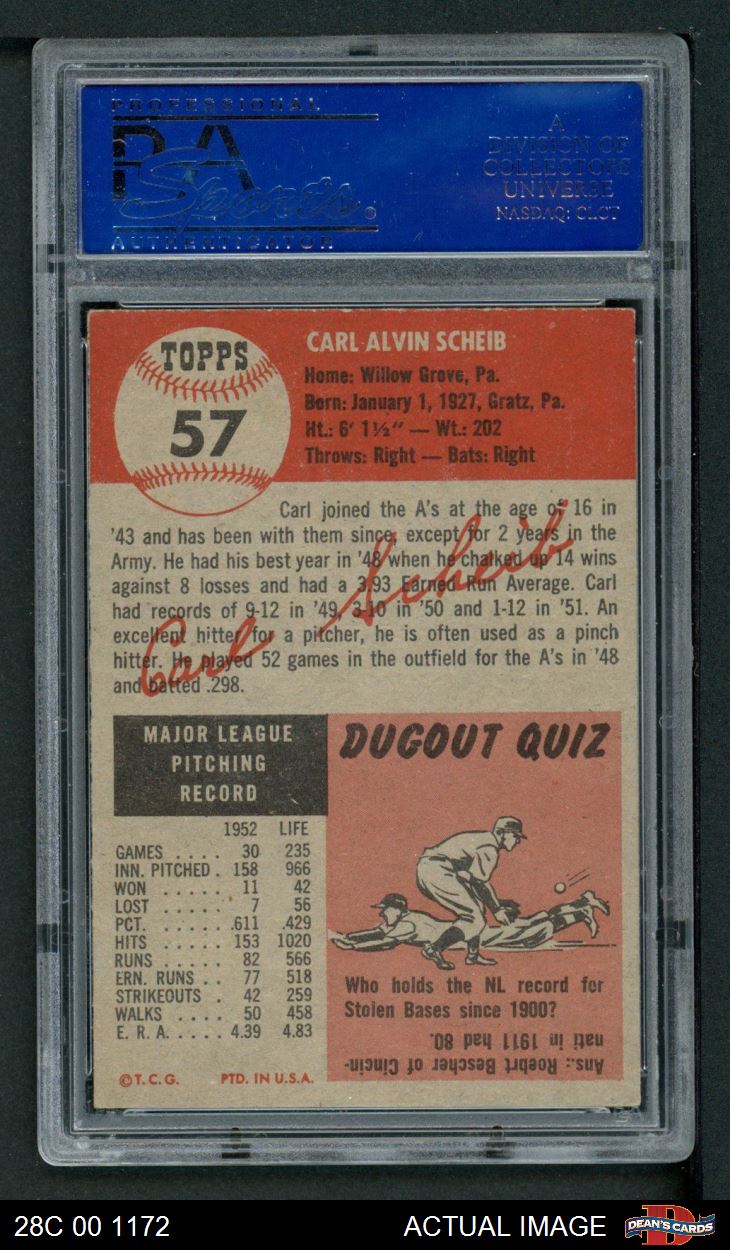 PROFESSIONAL
PSA
Sports®
AUTHENTICATOR
A
DIVISION OF
COLLECTORS
UNIVERSE
NASDAQ: CLCT
TOPPS
57
CARL ALVIN SCHEIB
Home: Willow Grove, Pa.
Born: January 1, 1927, Gratz, Pa.
Ht.: 6' 1½" — Wt.: 202
Throws: Right — Bats: Right
Carl joined the A's at the age of 16 in
'43 and has been with them since, except for 2 years in the
Army. He had his best year in '48 when he chalked up 14 wins
against 8 losses and had a 3.93 Earned Run Average. Carl
had records of 9-12 in '49, 3-10 in '50 and 1-12 in '51. An
excellent hitter for a pitcher, he is often used as a pinch
hitter. He played 52 games in the outfield for the A's in '48
and batted .298.
Carl Scheib
MAJOR LEAGUE
PITCHING
RECORD
1952 LIFE
GAMES . . . . 30 235
INN. PITCHED . 158 966
WON . . . . . 11 42
LOST . . . . . 7 56
PCT. . . . . . .611 .429
HITS . . . . . 153 1020
RUNS . . . . . 82 566
ERN. RUNS . . 77 518
STRIKEOUTS . 42 259
WALKS . . . . 50 458
E. R. A. . . . . . 4.39 4.83
©T.C.G. PTD. IN U.S.A.
DUGOUT QUIZ
Who holds the NL record for
Stolen Bases since 1900?
Ans.: Roebrt Bescher of Cincin-
nati in 1911 had 80.
28C 00 1172
ACTUAL IMAGE
D
DEAN'S CARDS